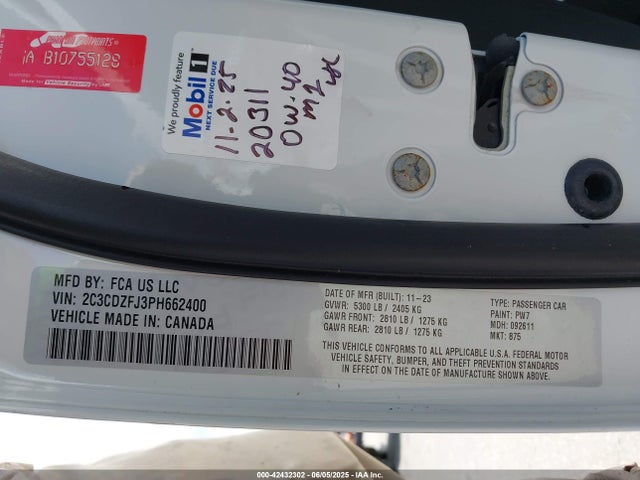 iA B10755128
We proudly feature
Mobil 1
NEXT SERVICE DUE
11-2-25
20311
0W-40
MFD BY: FCA US LLC
VIN: 2C3CDZFJ3PH662400
VEHICLE MADE IN: CANADA
DATE OF MFR (BUILT): 11-23
GVWR: 5300 LB / 2405 KG
GAWR FRONT: 2810 LB / 1275 KG
GAWR REAR: 2810 LB / 1275 KG
TYPE: PASSENGER CAR
PAINT: PW7
MDH: 092611
MKT: 875
THIS VEHICLE CONFORMS TO ALL APPLICABLE U.S.A. FEDERAL MOTOR
VEHICLE SAFETY, BUMPER, AND THEFT PREVENTION STANDARDS
IN EFFECT ON THE DATE OF MANUFACTURE SHOWN ABOVE.
000-42432302 - 06/05/2025 - IAAI.COM